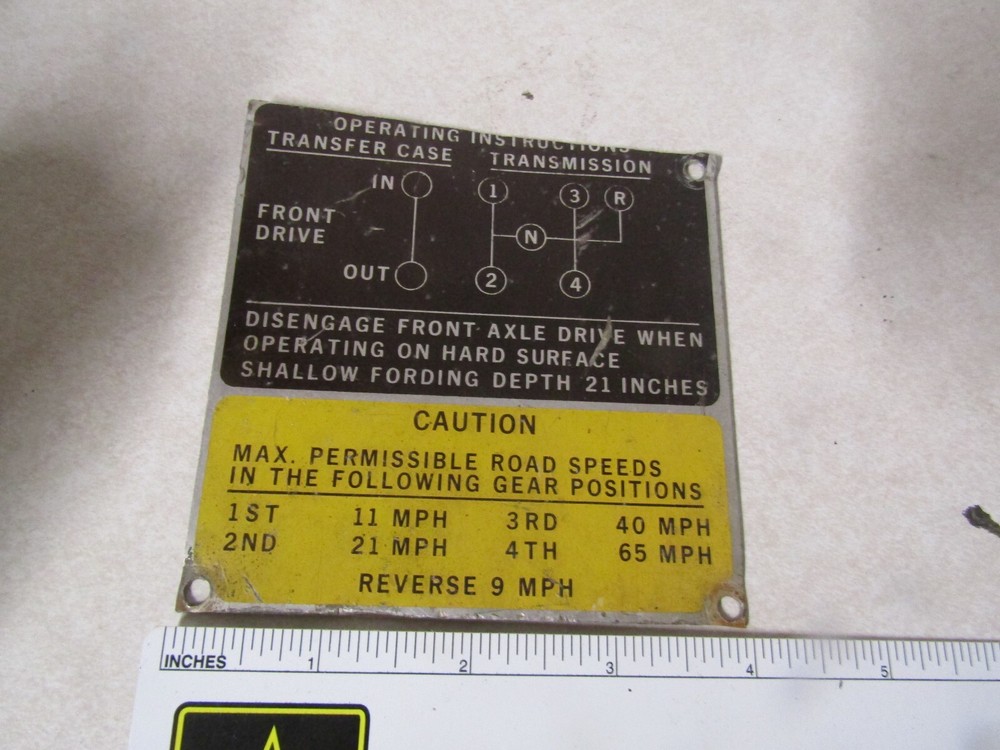 OPERATING INSTRUCTIONS
TRANSFER CASE TRANSMISSION
IN 1 3 R
FRONT
DRIVE
N
OUT 2 4
DISENGAGE FRONT AXLE DRIVE WHEN
OPERATING ON HARD SURFACE
SHALLOW FORDING DEPTH 21 INCHES
CAUTION
MAX. PERMISSIBLE ROAD SPEEDS
IN THE FOLLOWING GEAR POSITIONS
1ST 11 MPH 3RD 40 MPH
2ND 21 MPH 4TH 65 MPH
REVERSE 9 MPH
INCHES 1 2 3 4 5